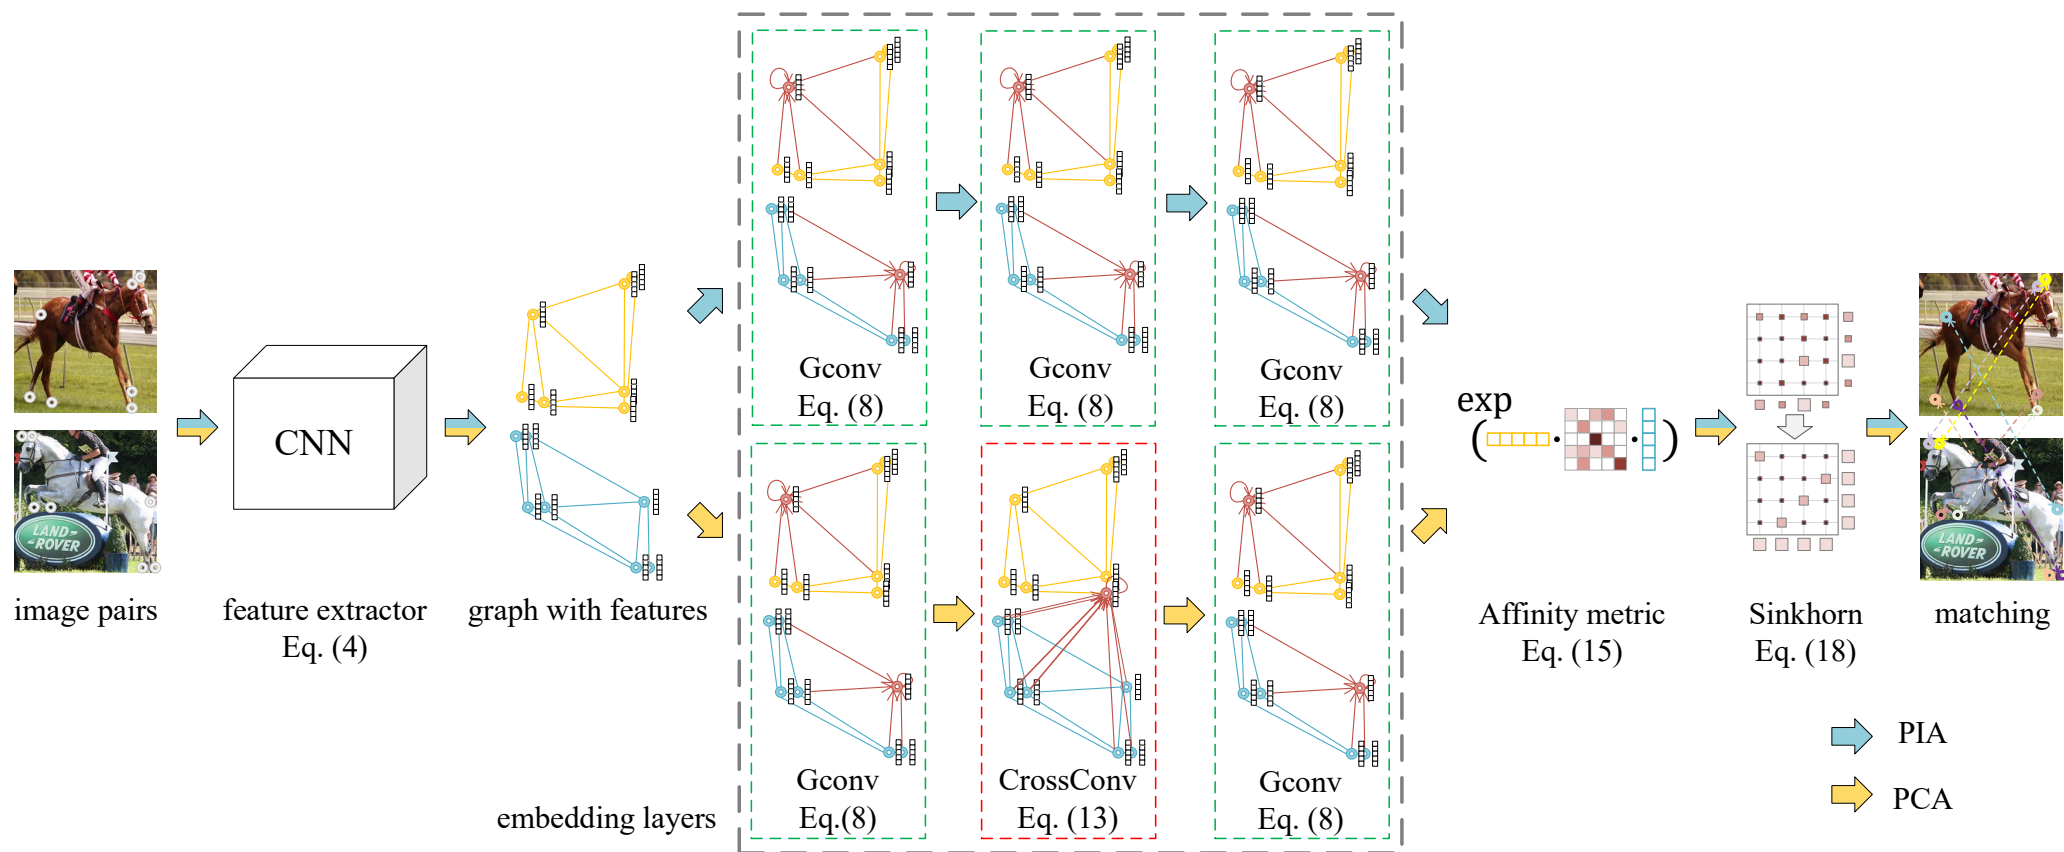 Gconv
Eq. (8)
Gconv
Eq. (8)
Gconv
Eq. (8)
CNN
exp
( · · )
LAND-
-ROVER
LAND-
-ROVER
image pairs
feature extractor
Eq. (4)
graph with features
Affinity metric
Eq. (15)
Sinkhorn
Eq. (18)
matching
Gconv
Eq.(8)
CrossConv
Eq. (13)
Gconv
Eq. (8)
embedding layers
PIA
PCA